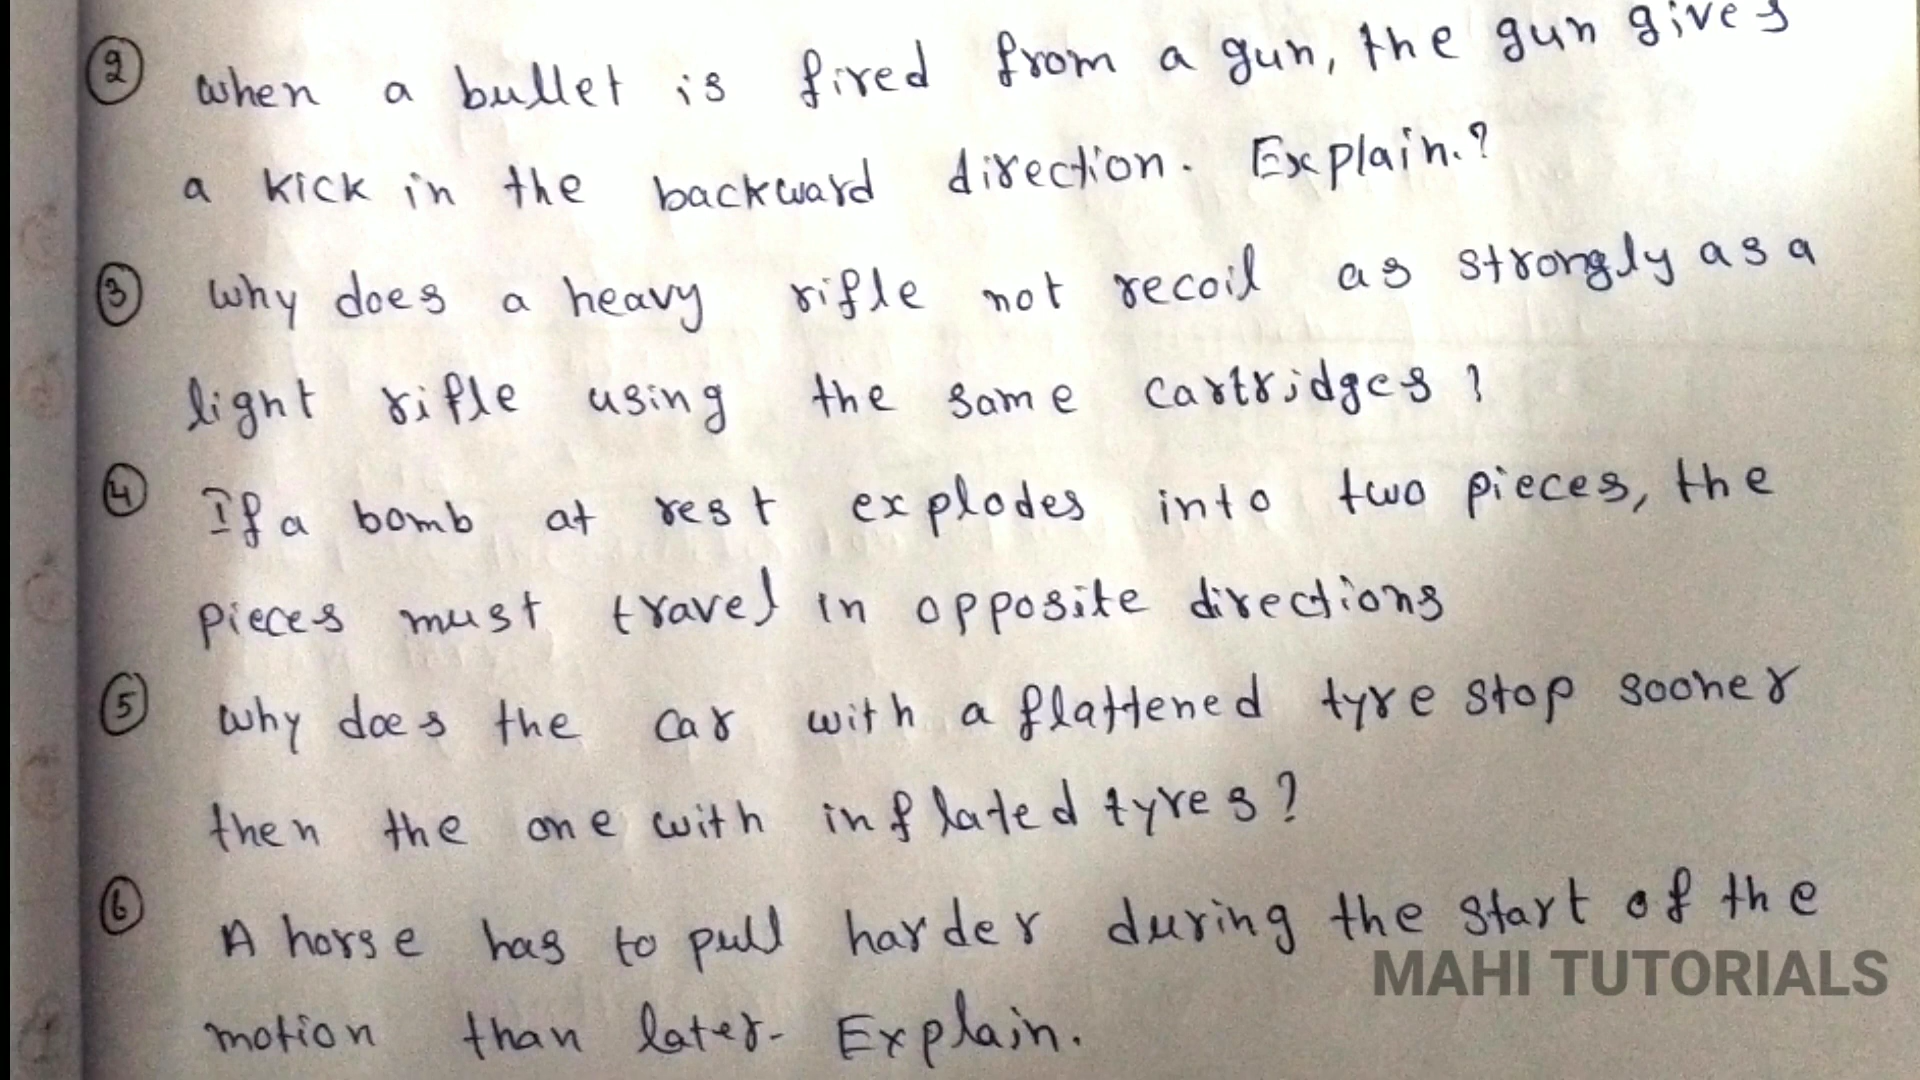 2 When a bullet is fired from a gun, the gun gives
a kick in the backward direction. Explain.?
3 Why does a heavy rifle not recoil as strongly as a
light rifle using the same cartridges?
4 If a bomb at rest explodes into two pieces, the
pieces must travel in opposite directions
5 Why does the car with a flattened tyre stop sooner
then the one with inflated tyres?
6 A horse has to pull harder during the start of the
MAHI TUTORIALS
motion than later. Explain.